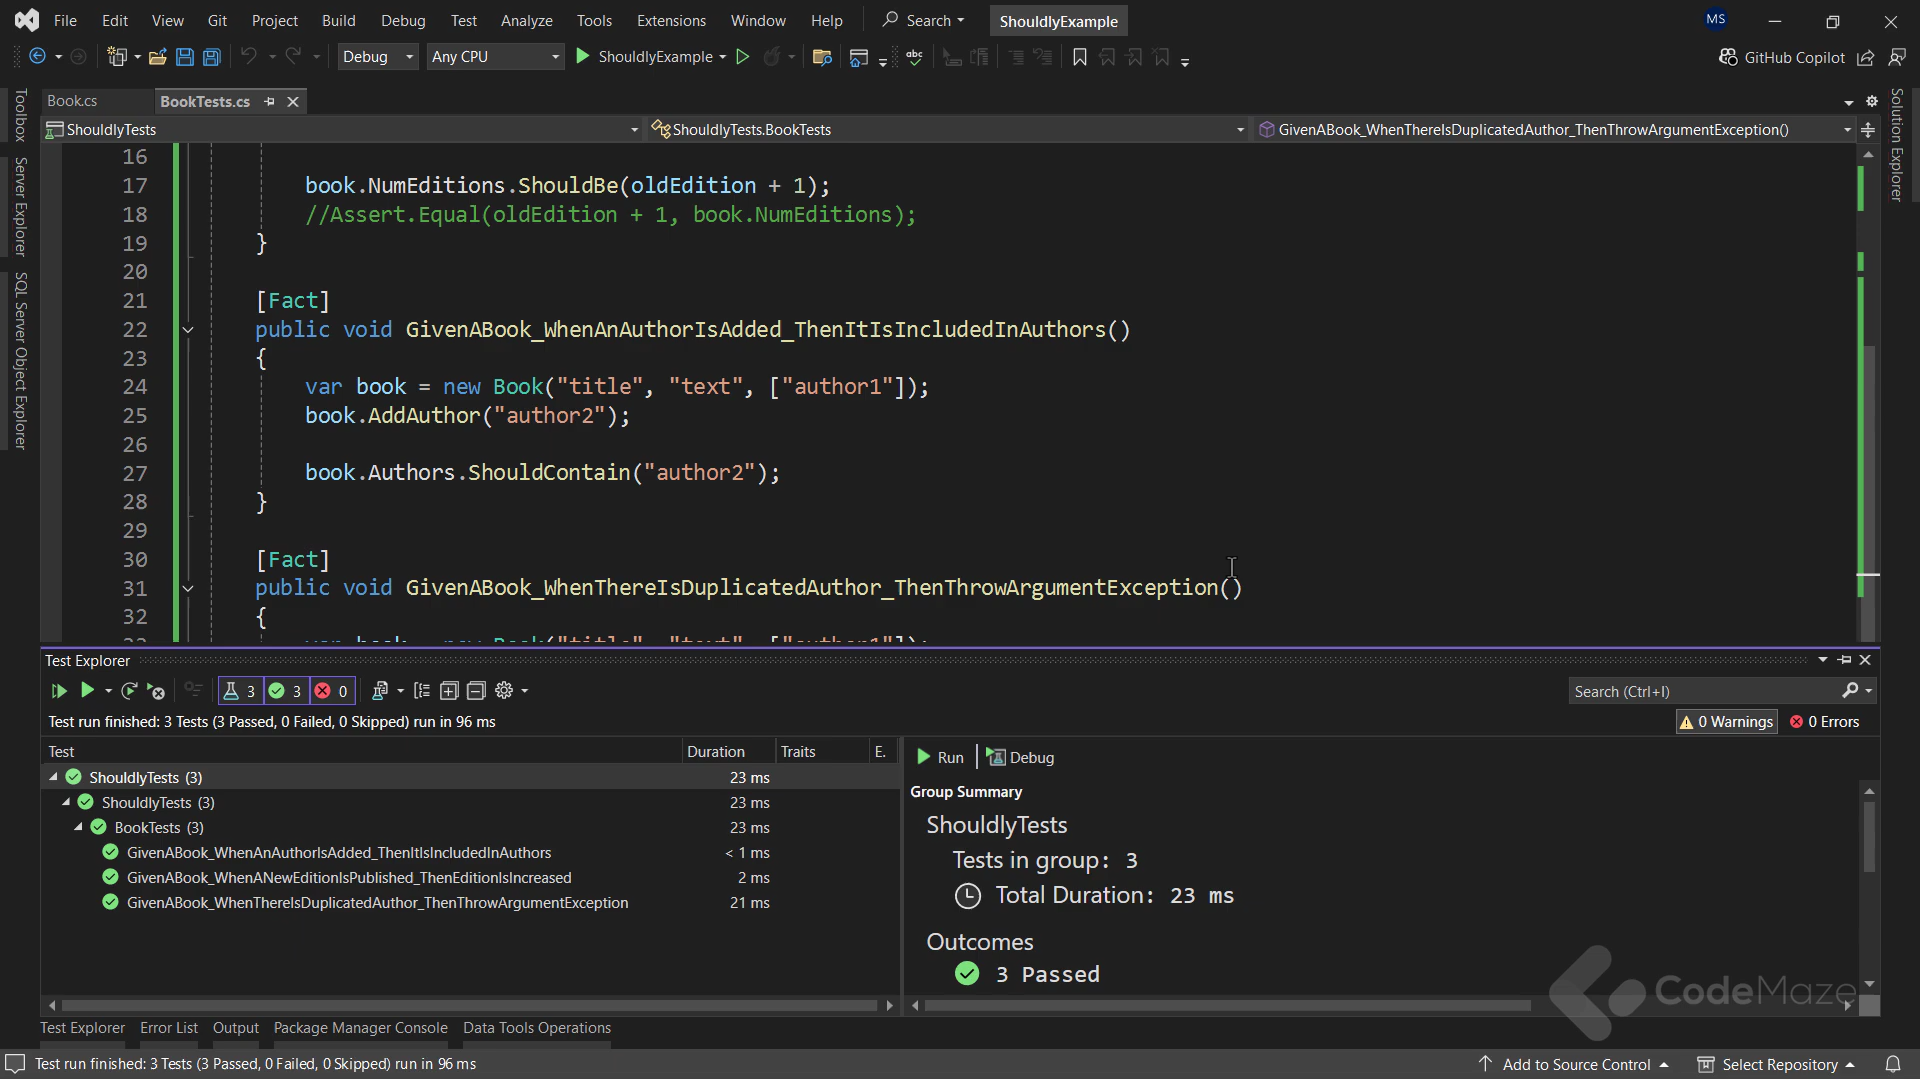 File Edit View Git Project Build Debug Test Analyze Tools Extensions Window Help Search ShouldlyExample MS
Debug Any CPU ShouldlyExample abc GitHub Copilot
Book.cs BookTests.cs
ShouldlyTests ShouldlyTests.BookTests GivenABook_WhenThereIsDuplicatedAuthor_ThenThrowArgumentException()
Toolbox
Server Explorer
SQL Server Object Explorer
Solution Explorer
16
17 book.NumEditions.ShouldBe(oldEdition + 1);
18 //Assert.Equal(oldEdition + 1, book.NumEditions);
19 }
20
21 [Fact]
22 public void GivenABook_WhenAnAuthorIsAdded_ThenItIsIncludedInAuthors()
23 {
24 var book = new Book("title", "text", ["author1"]);
25 book.AddAuthor("author2");
26
27 book.Authors.ShouldContain("author2");
28 }
29
30 [Fact]
31 public void GivenABook_WhenThereIsDuplicatedAuthor_ThenThrowArgumentException()
32 {
33 var book = new Book("title", "text", ["author1"]);
Test Explorer
3 3 0 Search (Ctrl+I)
Test run finished: 3 Tests (3 Passed, 0 Failed, 0 Skipped) run in 96 ms 0 Warnings 0 Errors
Test Duration Traits E.
ShouldlyTests (3) 23 ms
ShouldlyTests (3) 23 ms
BookTests (3) 23 ms
GivenABook_WhenAnAuthorIsAdded_ThenItIsIncludedInAuthors < 1 ms
GivenABook_WhenANewEditionIsPublished_ThenEditionIsIncreased 2 ms
GivenABook_WhenThereIsDuplicatedAuthor_ThenThrowArgumentException 21 ms
Run Debug
Group Summary
ShouldlyTests
Tests in group: 3
Total Duration: 23 ms
Outcomes
3 Passed
CodeMaze
Test Explorer Error List Output Package Manager Console Data Tools Operations
Test run finished: 3 Tests (3 Passed, 0 Failed, 0 Skipped) run in 96 ms Add to Source Control Select Repository